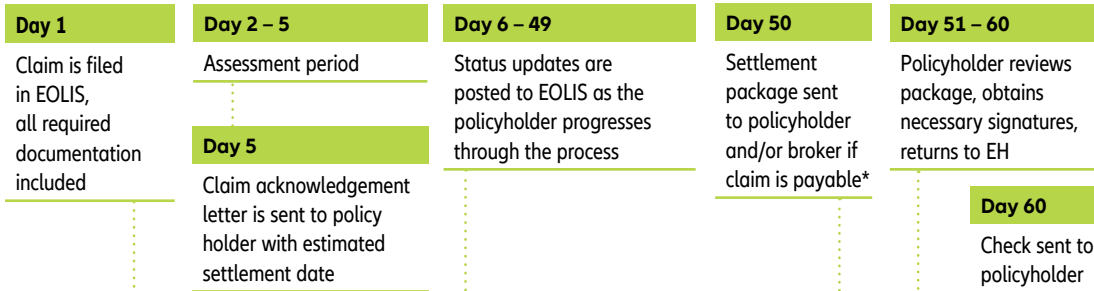 Day 1
Claim is filed
in EOLIS,
all required
documentation
included
Day 2 – 5
Assessment period
Day 5
Claim acknowledgement
letter is sent to policy
holder with estimated
settlement date
Day 6 – 49
Status updates are
posted to EOLIS as the
policyholder progresses
through the process
Day 50
Settlement
package sent
to policyholder
and/or broker if
claim is payable*
Day 51 – 60
Policyholder reviews
package, obtains
necessary signatures,
returns to EH
Day 60
Check sent to
policyholder